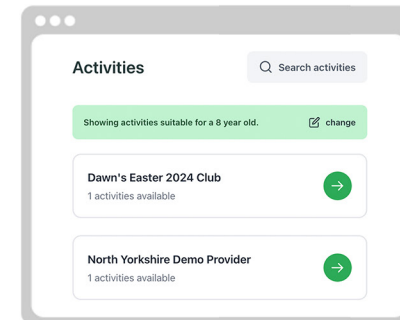 Activities
Search activities
Showing activities suitable for a 8 year old.
change
Dawn's Easter 2024 Club
1 activities available
North Yorkshire Demo Provider
1 activities available